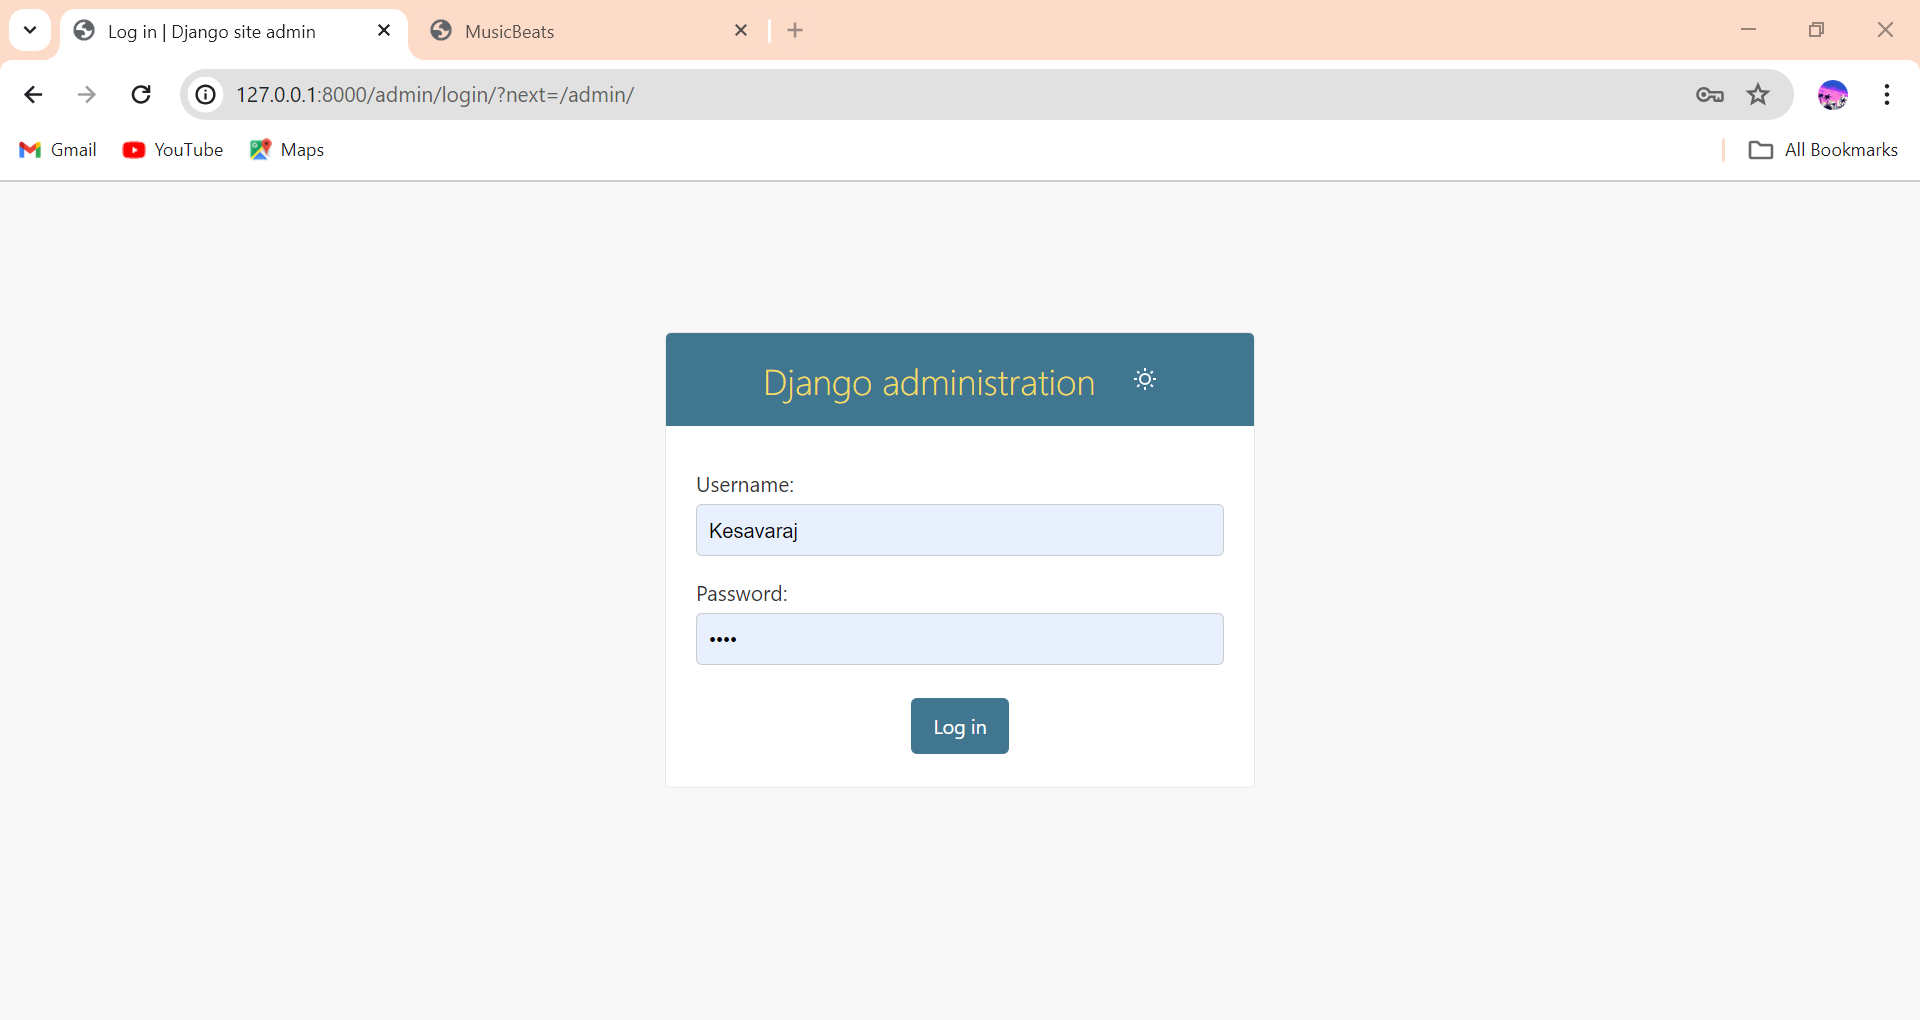 Log in | Django site admin
MusicBeats
127.0.0.1:8000/admin/login/?next=/admin/
Gmail
YouTube
Maps
All Bookmarks
Django administration
Username:
Kesavaraj
Password:
••••
Log in